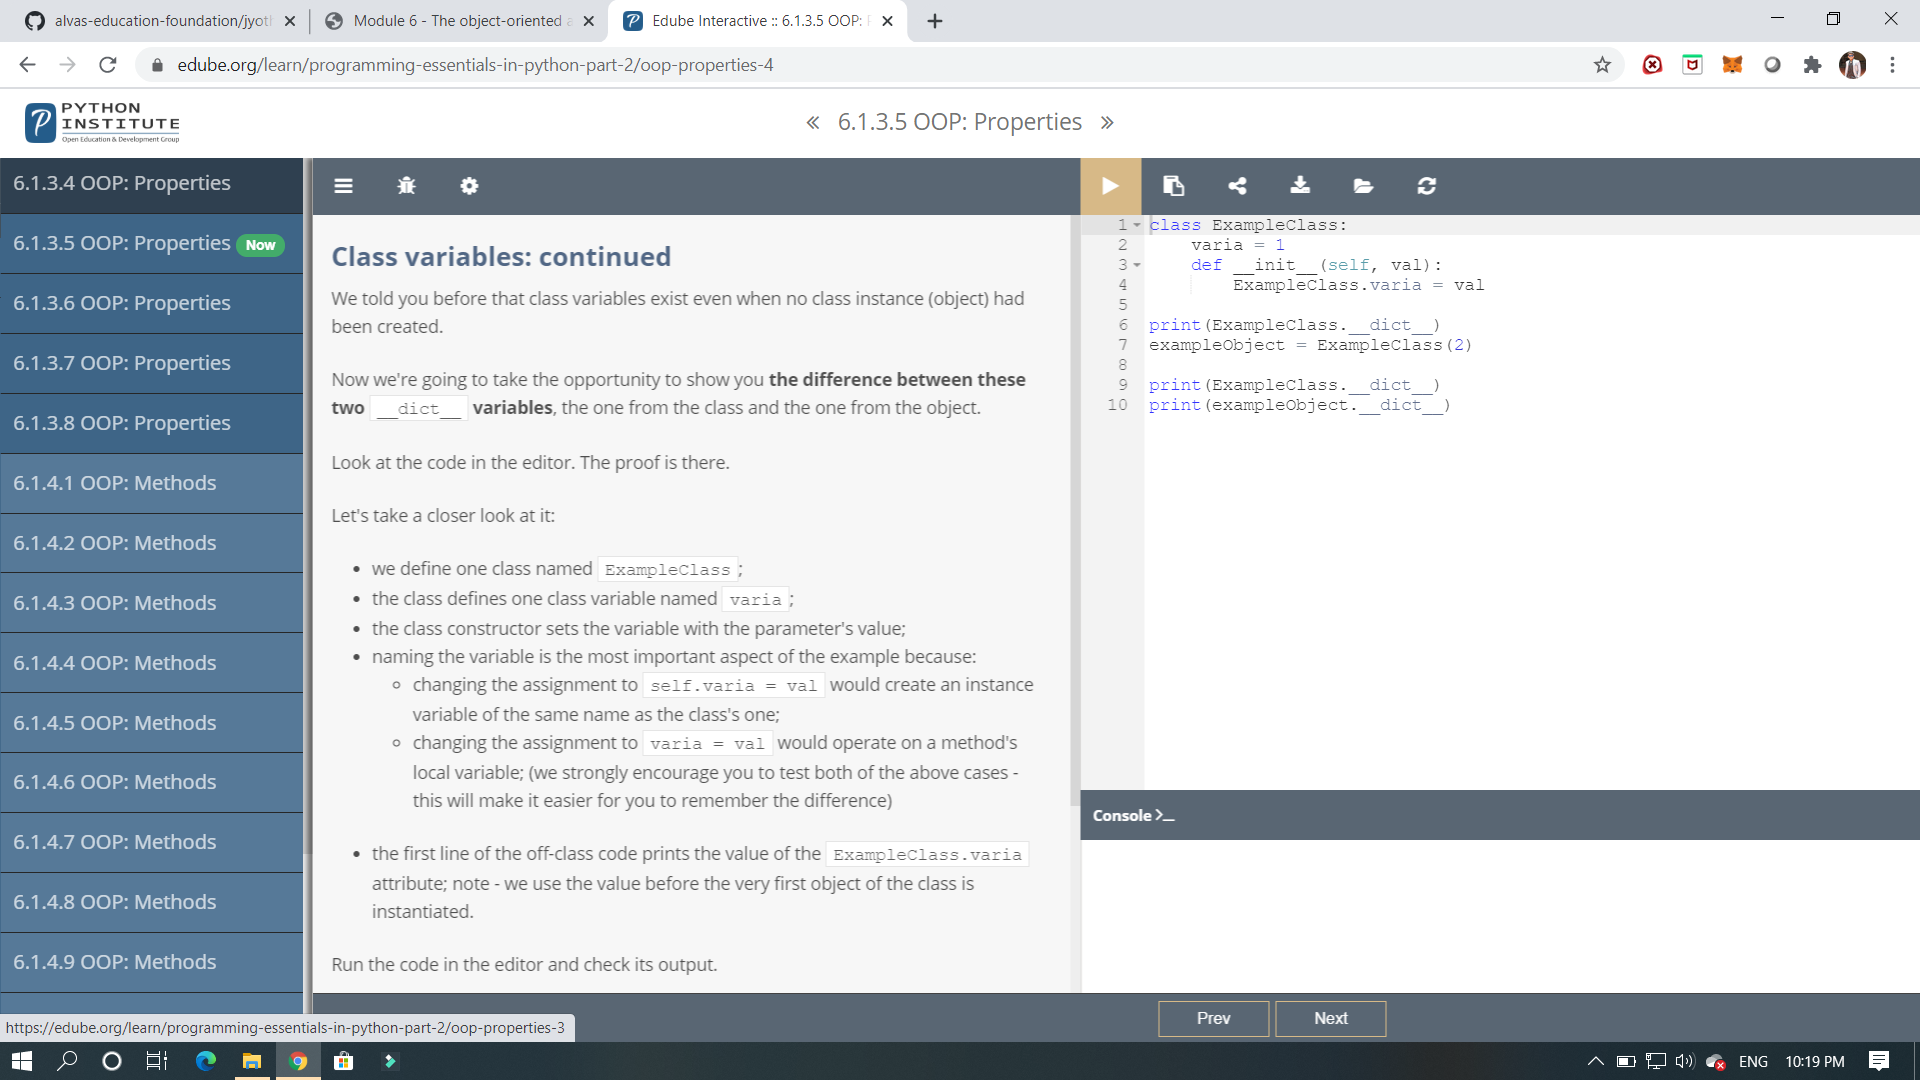 alvas-education-foundation/jyoth
Module 6 - The object-oriented a
Edube Interactive :: 6.1.3.5 OOP: P
edube.org/learn/programming-essentials-in-python-part-2/oop-properties-4
PYTHON
INSTITUTE
Open Education & Development Group
« 6.1.3.5 OOP: Properties »
6.1.3.4 OOP: Properties
6.1.3.5 OOP: Properties Now
6.1.3.6 OOP: Properties
6.1.3.7 OOP: Properties
6.1.3.8 OOP: Properties
6.1.4.1 OOP: Methods
6.1.4.2 OOP: Methods
6.1.4.3 OOP: Methods
6.1.4.4 OOP: Methods
6.1.4.5 OOP: Methods
6.1.4.6 OOP: Methods
6.1.4.7 OOP: Methods
6.1.4.8 OOP: Methods
6.1.4.9 OOP: Methods
Class variables: continued
We told you before that class variables exist even when no class instance (object) had
been created.
Now we're going to take the opportunity to show you the difference between these
two __dict__ variables, the one from the class and the one from the object.
Look at the code in the editor. The proof is there.
Let's take a closer look at it:
• we define one class named ExampleClass ;
• the class defines one class variable named varia ;
• the class constructor sets the variable with the parameter's value;
• naming the variable is the most important aspect of the example because:
◦ changing the assignment to self.varia = val would create an instance
variable of the same name as the class's one;
◦ changing the assignment to varia = val would operate on a method's
local variable; (we strongly encourage you to test both of the above cases -
this will make it easier for you to remember the difference)
• the first line of the off-class code prints the value of the ExampleClass.varia
attribute; note - we use the value before the very first object of the class is
instantiated.
Run the code in the editor and check its output.
1 class ExampleClass:
2     varia = 1
3     def __init__(self, val):
4         ExampleClass.varia = val
5
6 print(ExampleClass.__dict__)
7 exampleObject = ExampleClass(2)
8
9 print(ExampleClass.__dict__)
10 print(exampleObject.__dict__)
Console >_
Prev
Next
https://edube.org/learn/programming-essentials-in-python-part-2/oop-properties-3
ENG
10:19 PM